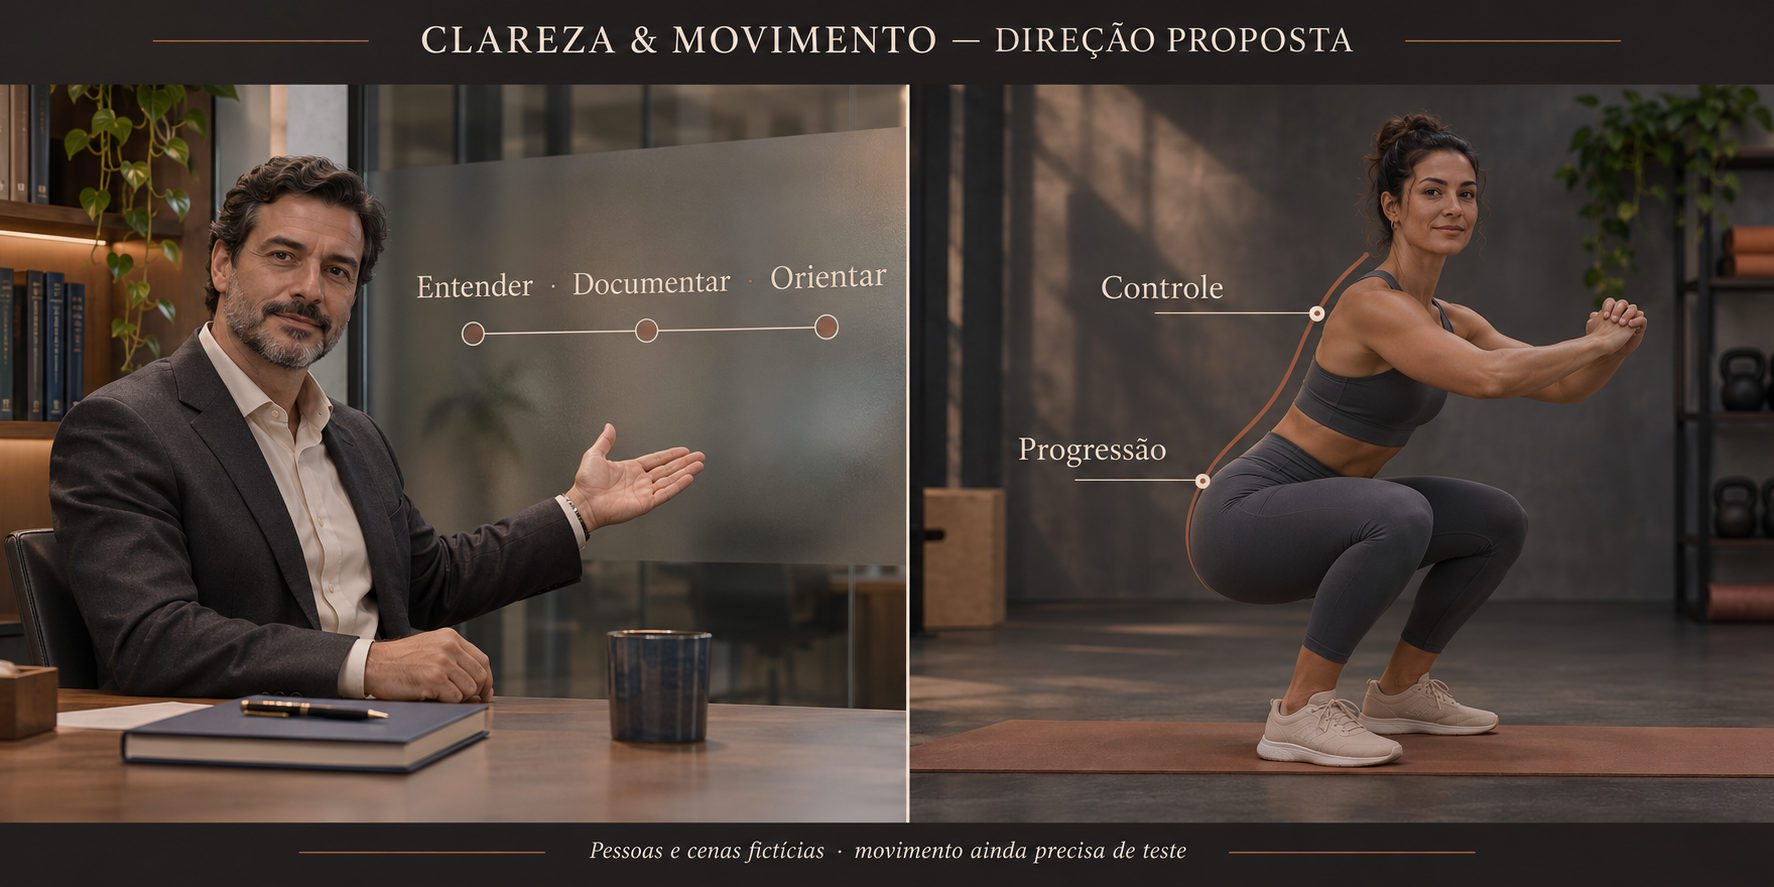 CLAREZA & MOVIMENTO — DIREÇÃO PROPOSTA
Entender · Documentar · Orientar
Controle
Progressão
Pessoas e cenas fictícias · movimento ainda precisa de teste